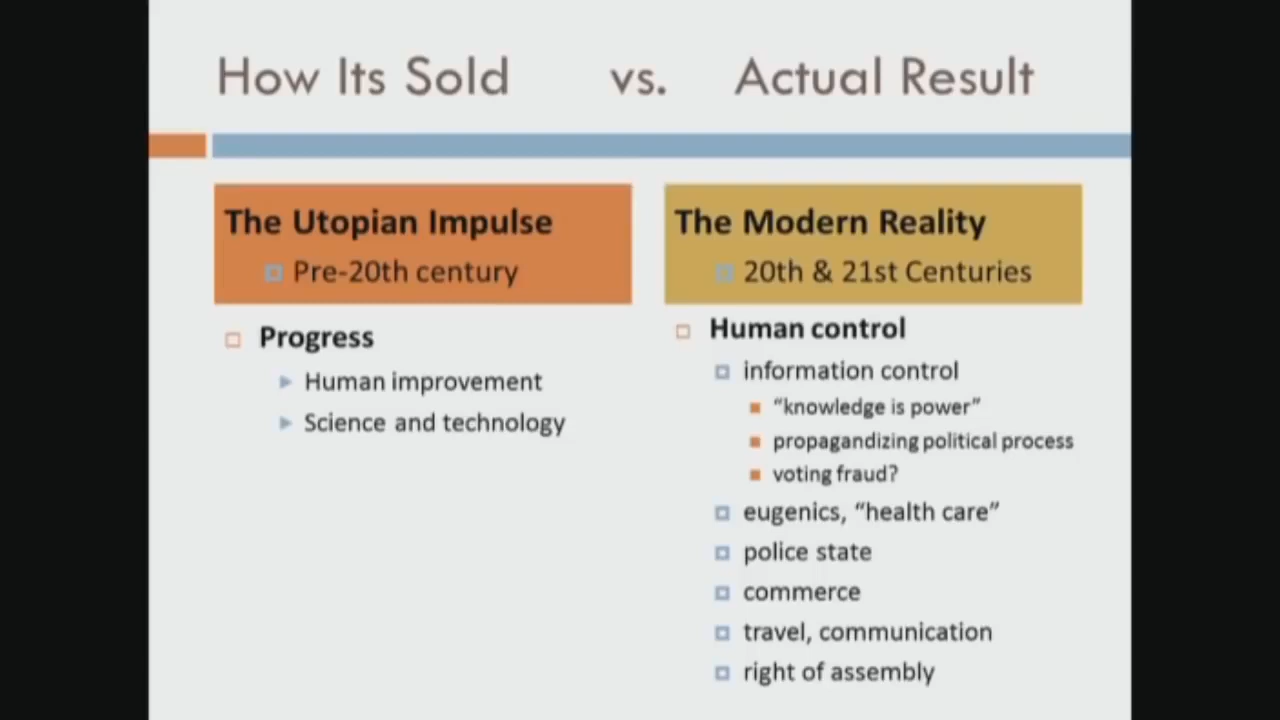 How Its Sold vs. Actual Result
The Utopian Impulse
Pre-20th century
Progress
Human improvement
Science and technology
The Modern Reality
20th & 21st Centuries
Human control
information control
“knowledge is power”
propagandizing political process
voting fraud?
eugenics, “health care”
police state
commerce
travel, communication
right of assembly